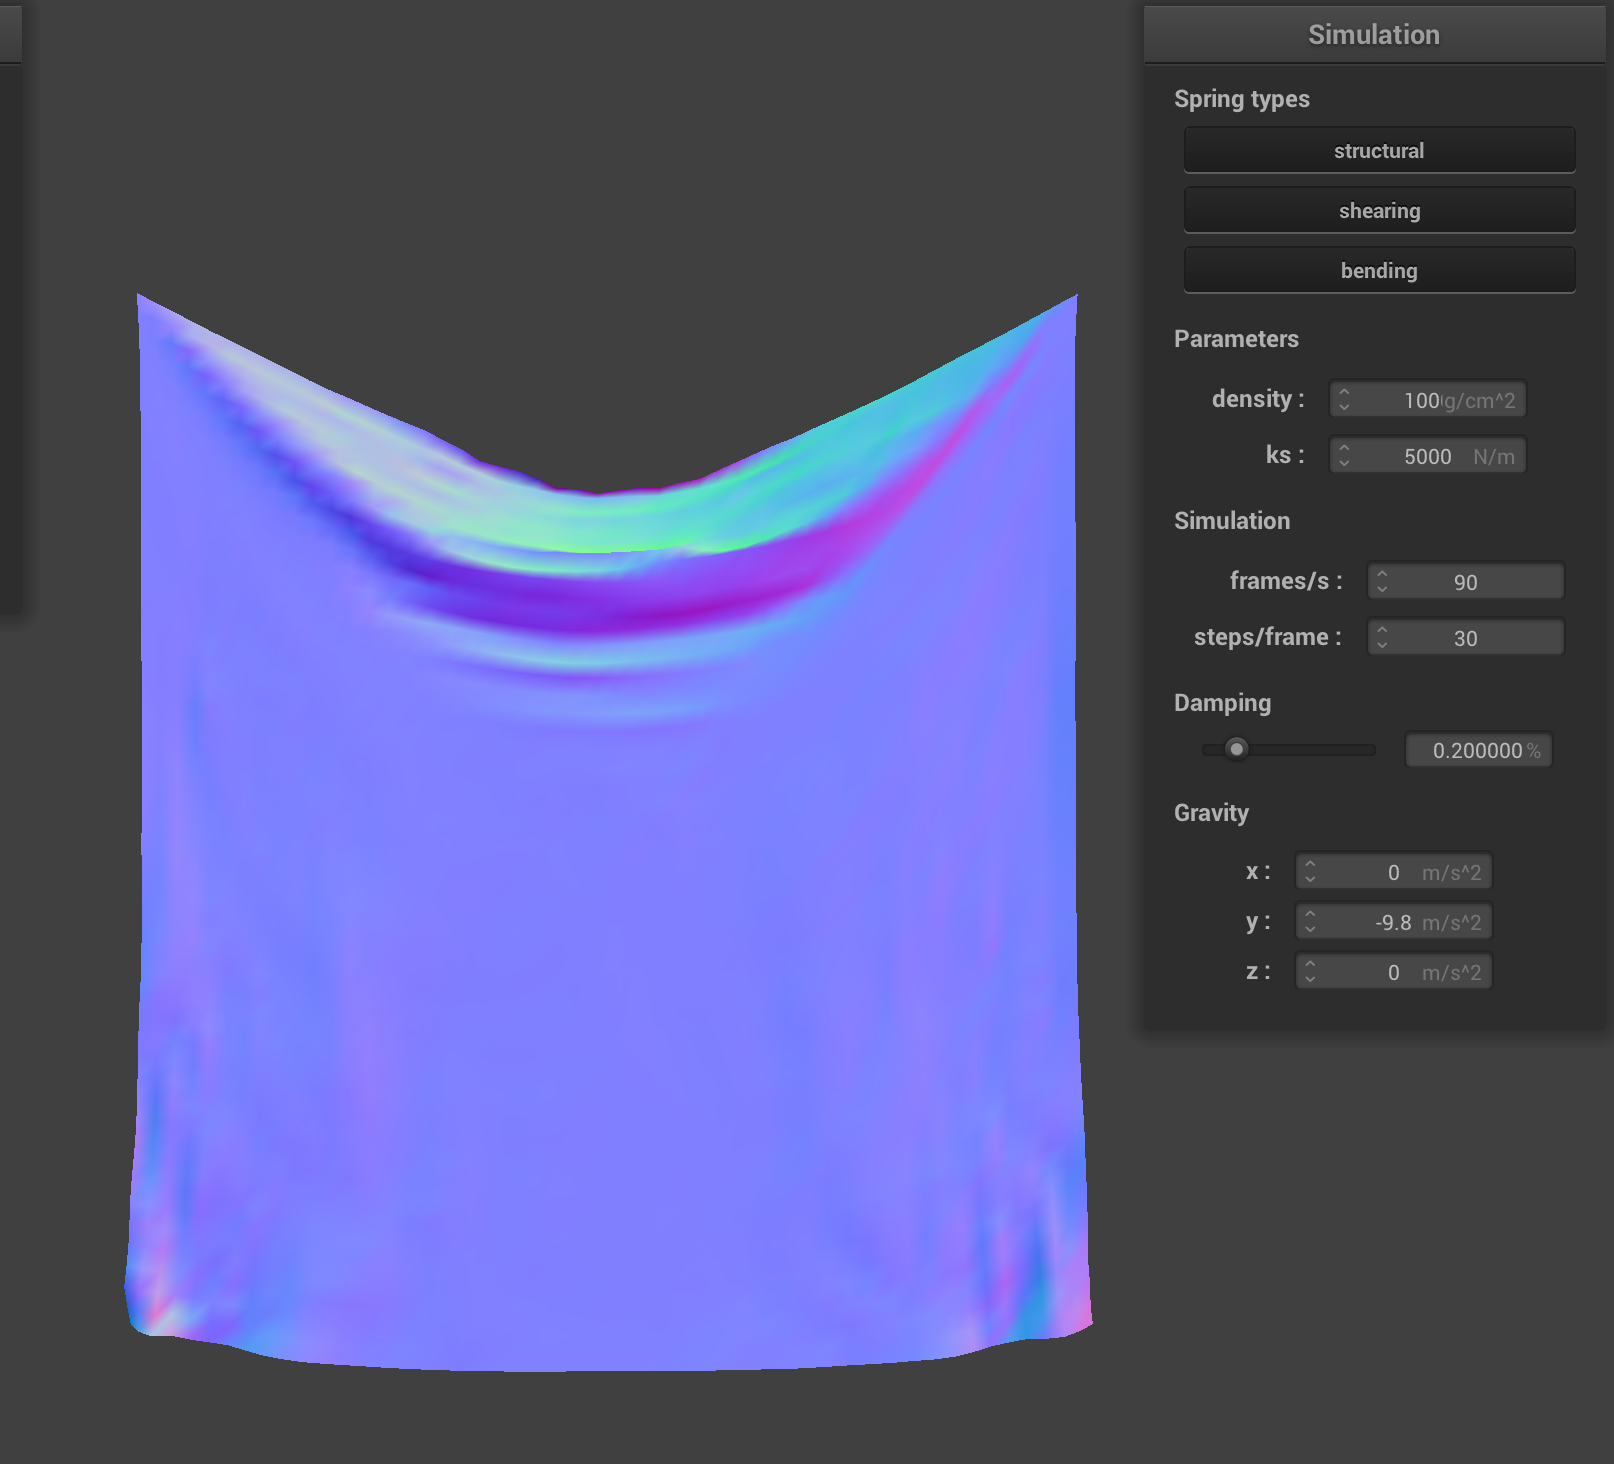 Simulation
Spring types
structural
shearing
bending
Parameters
density : 100 g/cm^2
ks : 5000 N/m
Simulation
frames/s : 90
steps/frame : 30
Damping
0.200000 %
Gravity
x : 0 m/s^2
y : -9.8 m/s^2
z : 0 m/s^2